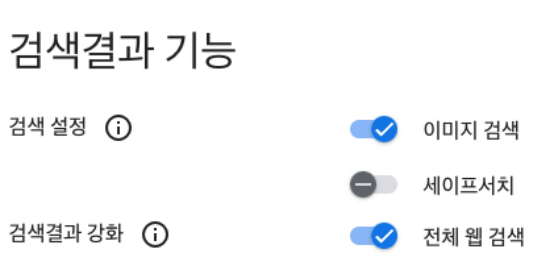 검색결과 기능
검색 설정
이미지 검색
세이프서치
검색결과 강화
전체 웹 검색